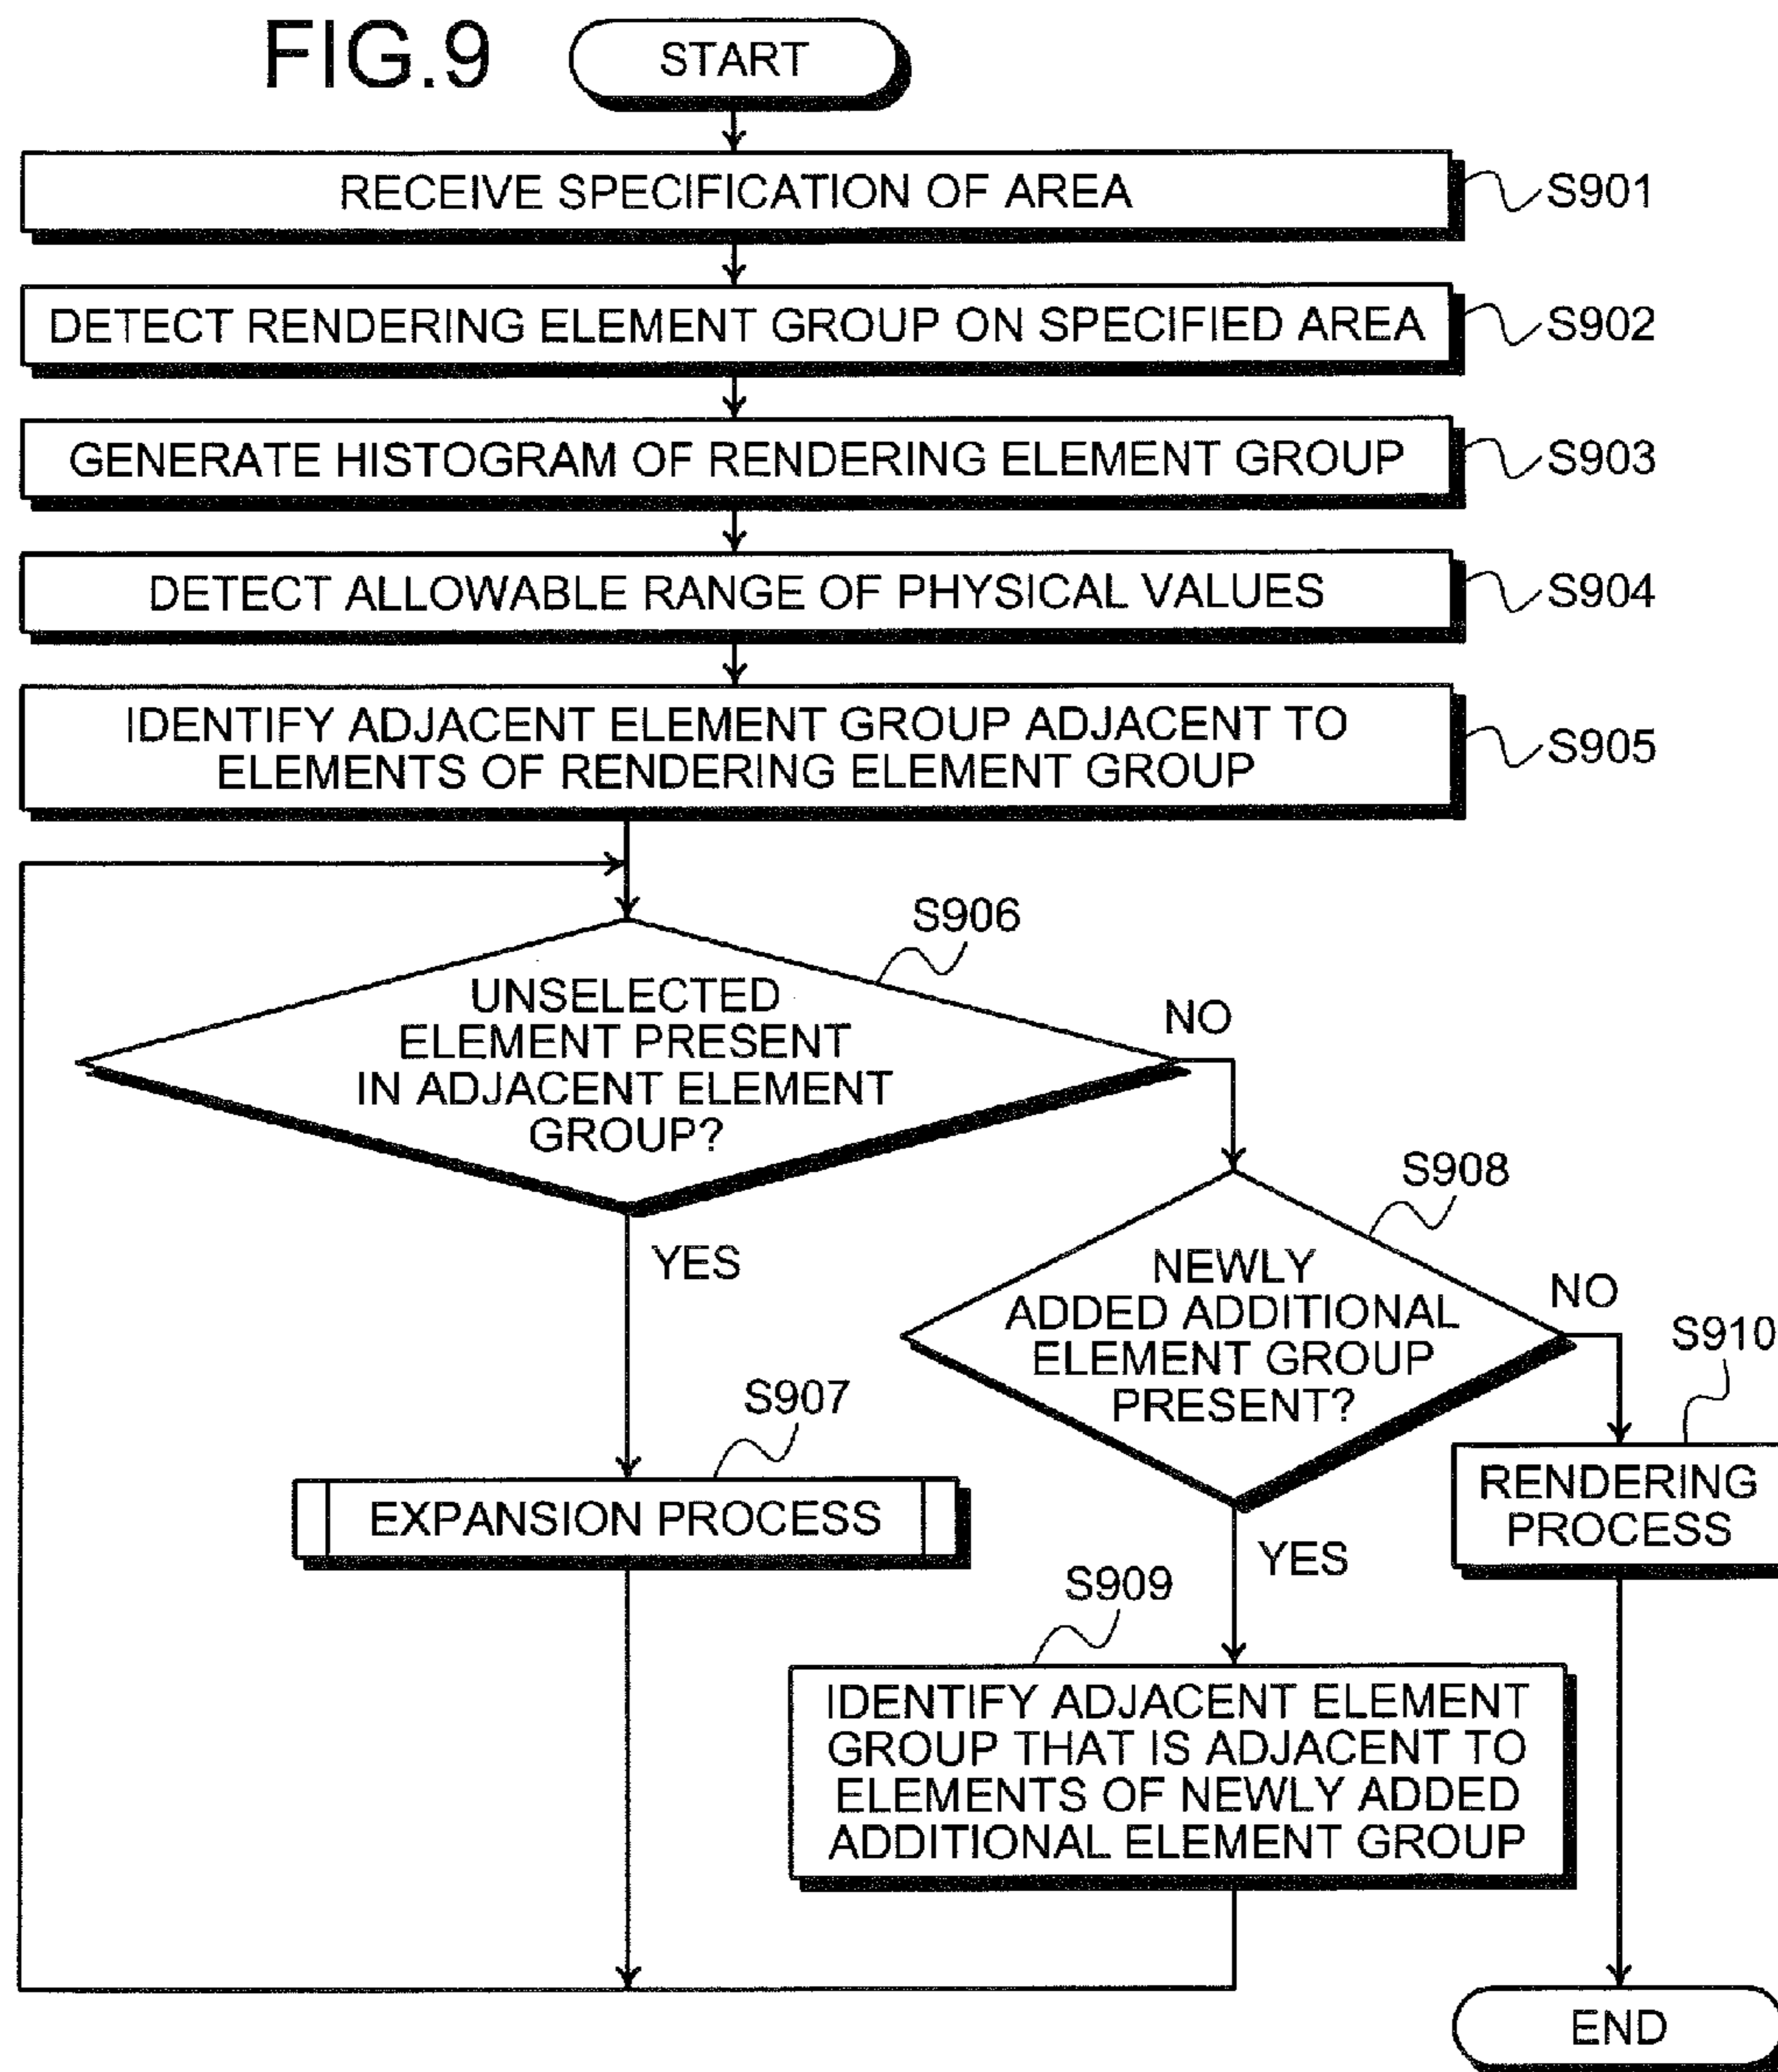 FIG.9
START
RECEIVE SPECIFICATION OF AREA
S901
DETECT RENDERING ELEMENT GROUP ON SPECIFIED AREA
S902
GENERATE HISTOGRAM OF RENDERING ELEMENT GROUP
S903
DETECT ALLOWABLE RANGE OF PHYSICAL VALUES
S904
IDENTIFY ADJACENT ELEMENT GROUP ADJACENT TO
ELEMENTS OF RENDERING ELEMENT GROUP
S905
S906
UNSELECTED
ELEMENT PRESENT
IN ADJACENT ELEMENT
GROUP?
NO
YES
S908
NEWLY
ADDED ADDITIONAL
ELEMENT GROUP
PRESENT?
NO
YES
S910
RENDERING
PROCESS
S907
EXPANSION PROCESS
S909
IDENTIFY ADJACENT ELEMENT
GROUP THAT IS ADJACENT TO
ELEMENTS OF NEWLY ADDED
ADDITIONAL ELEMENT GROUP
END